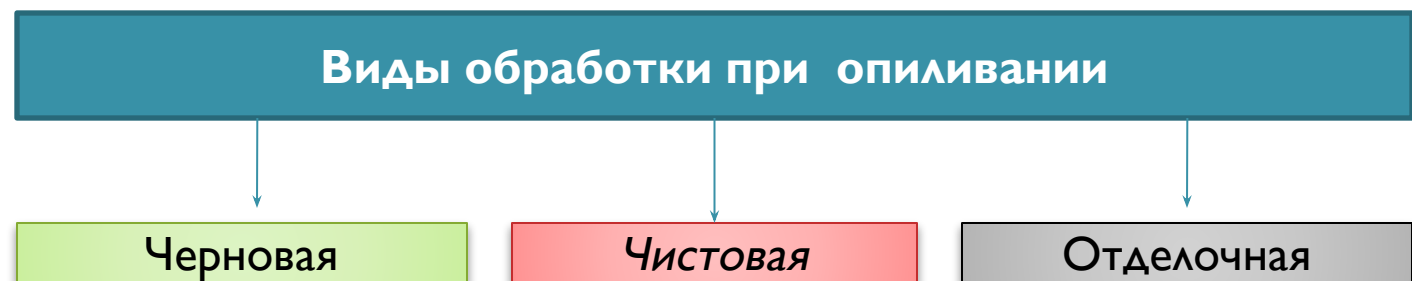 Виды обработки при опиливании
Черновая
Чистовая
Отделочная